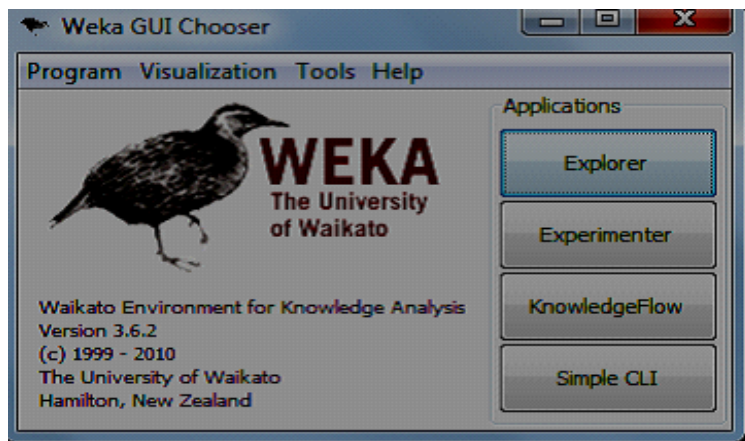 Weka GUI Chooser
Program Visualization Tools Help
WEKA
The University
of Waikato
Waikato Environment for Knowledge Analysis
Version 3.6.2
(c) 1999 - 2010
The University of Waikato
Hamilton, New Zealand
Applications
Explorer
Experimenter
KnowledgeFlow
Simple CLI